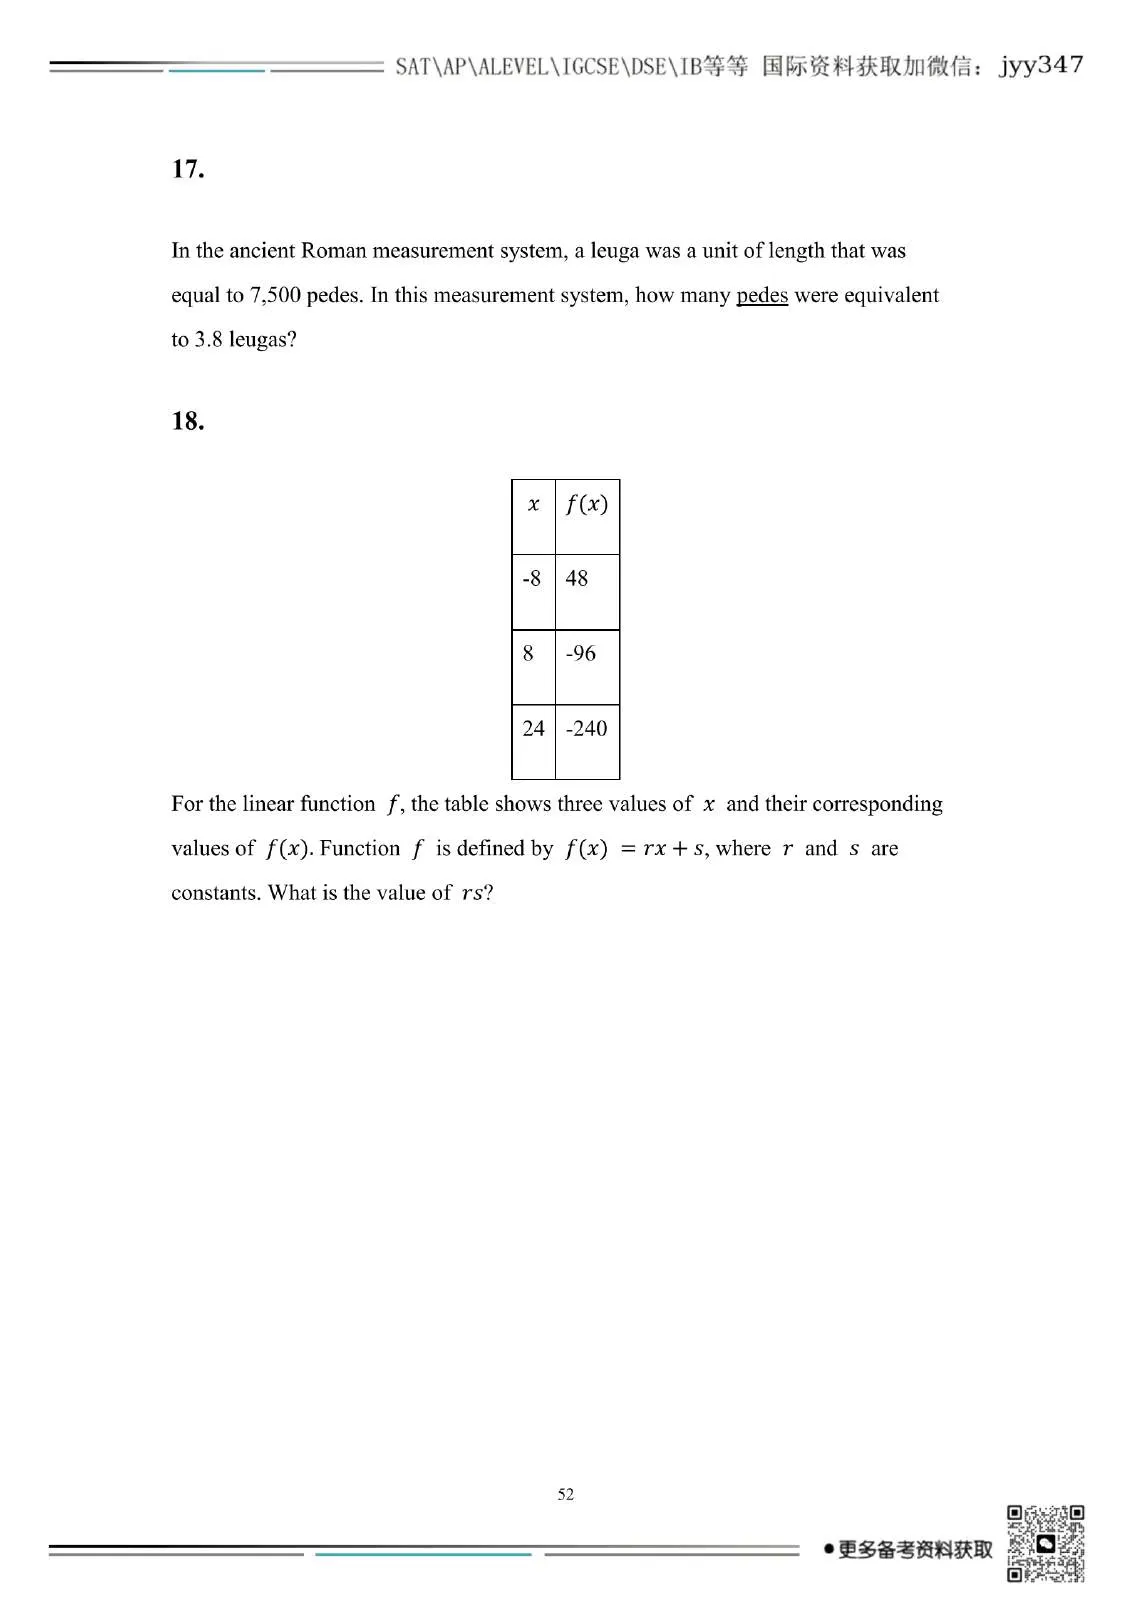 SAT\AP\ALEVEL\IGCSE\DSE\IB等等 国际资料获取加微信: jyy347
17.
In the ancient Roman measurement system, a leuga was a unit of length that was
equal to 7,500 pedes. In this measurement system, how many pedes were equivalent
to 3.8 leugas?
18.
x f(x)
-8 48
8 -96
24 -240
For the linear function f, the table shows three values of x and their corresponding
values of f(x). Function f is defined by f(x) = rx + s, where r and s are
constants. What is the value of rs?
52
●更多备考资料获取